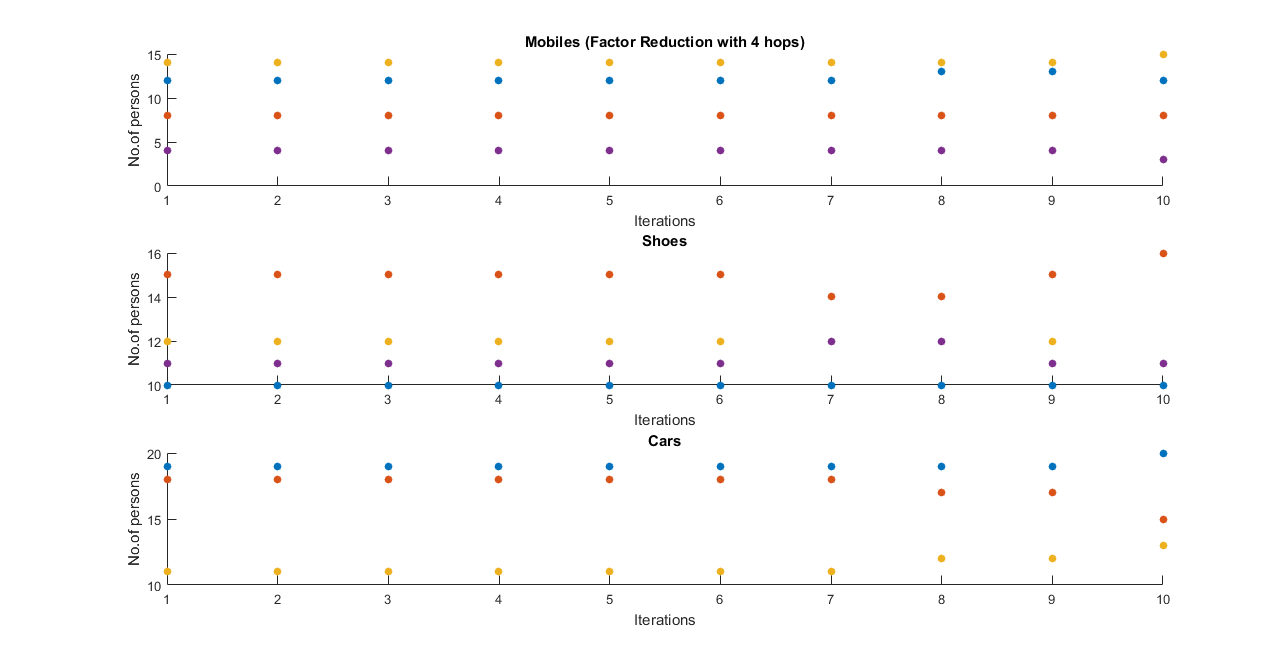 Mobiles (Factor Reduction with 4 hops)
No.of persons
15
10
5
0
1 2 3 4 5 6 7 8 9 10
Iterations
Shoes
No.of persons
16
14
12
10
1 2 3 4 5 6 7 8 9 10
Iterations
Cars
No.of persons
20
15
10
1 2 3 4 5 6 7 8 9 10
Iterations